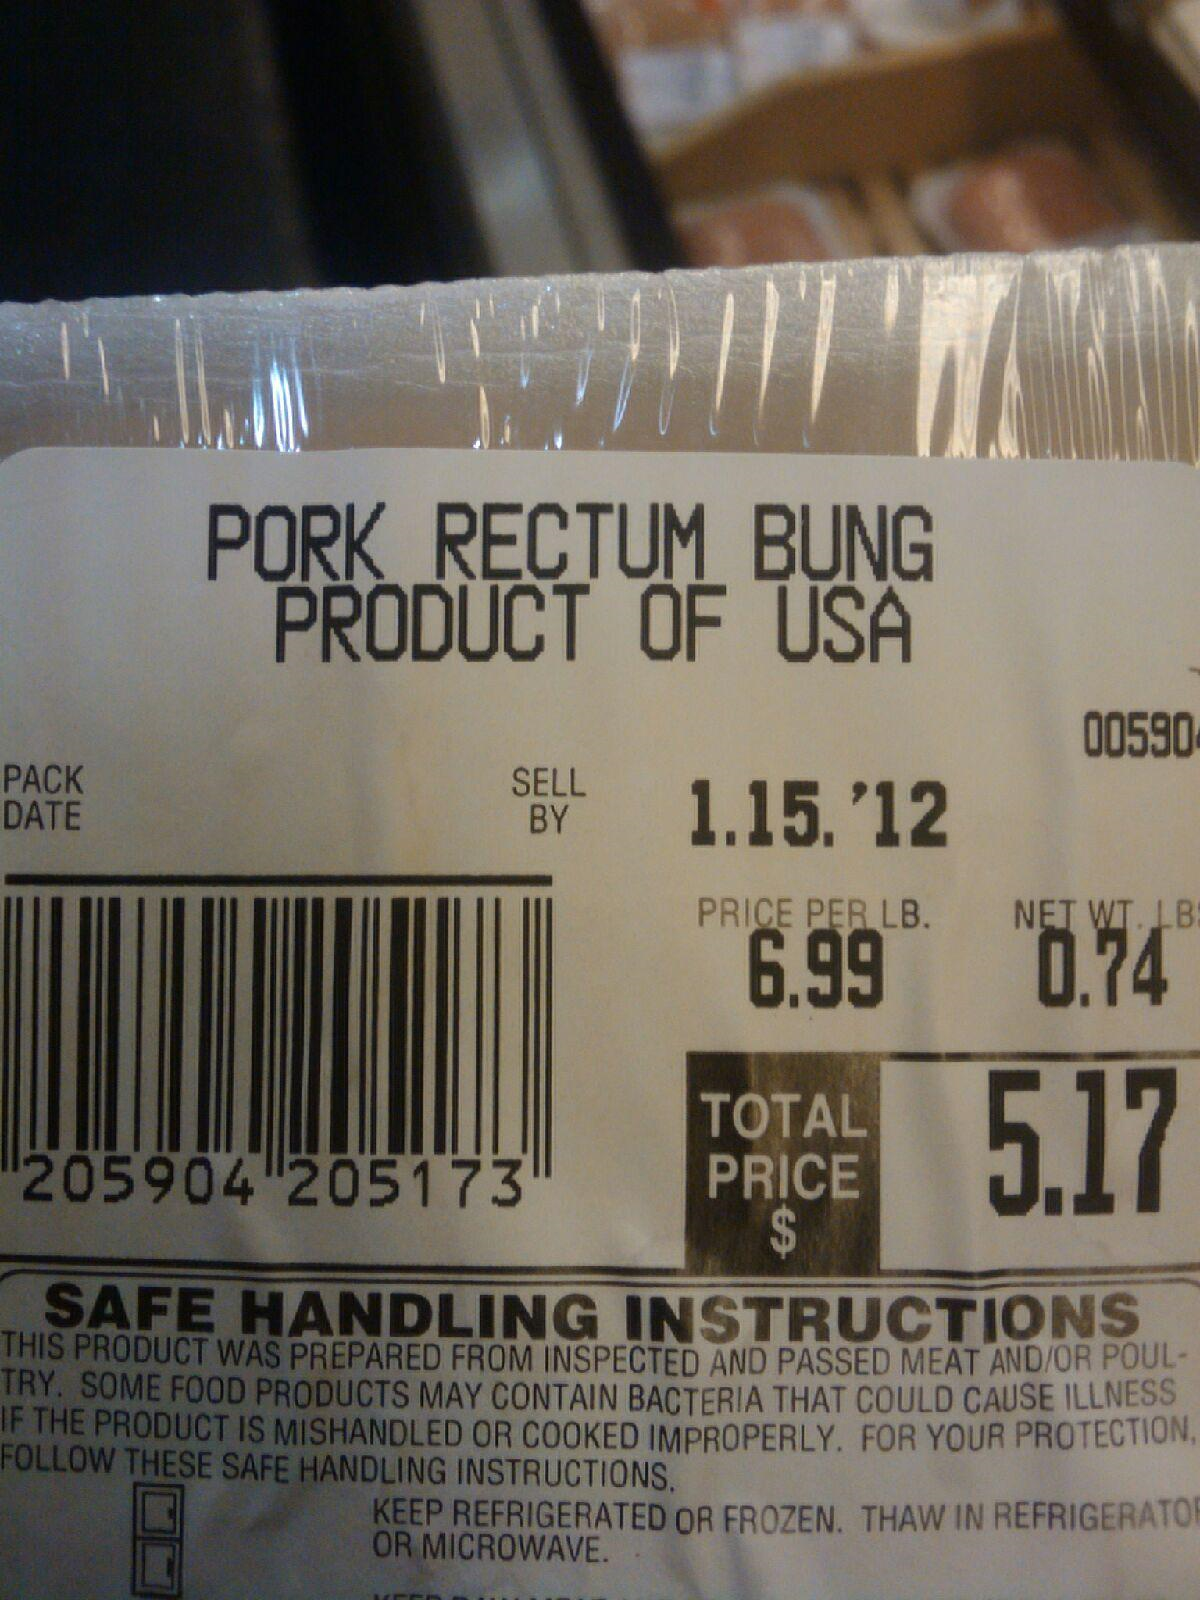 PORK RECTUM BUNG
PRODUCT OF USA
PACK DATE
SELL BY
1.15.'12
PRICE PER LB.
6.99
NET WT. LBS
0.74
TOTAL PRICE $
5.17
205904 205173
SAFE HANDLING INSTRUCTIONS
THIS PRODUCT WAS PREPARED FROM INSPECTED AND PASSED MEAT AND/OR POUL-
TRY. SOME FOOD PRODUCTS MAY CONTAIN BACTERIA THAT COULD CAUSE ILLNESS
IF THE PRODUCT IS MISHANDLED OR COOKED IMPROPERLY. FOR YOUR PROTECTION,
FOLLOW THESE SAFE HANDLING INSTRUCTIONS.
KEEP REFRIGERATED OR FROZEN. THAW IN REFRIGERATOR
OR MICROWAVE.